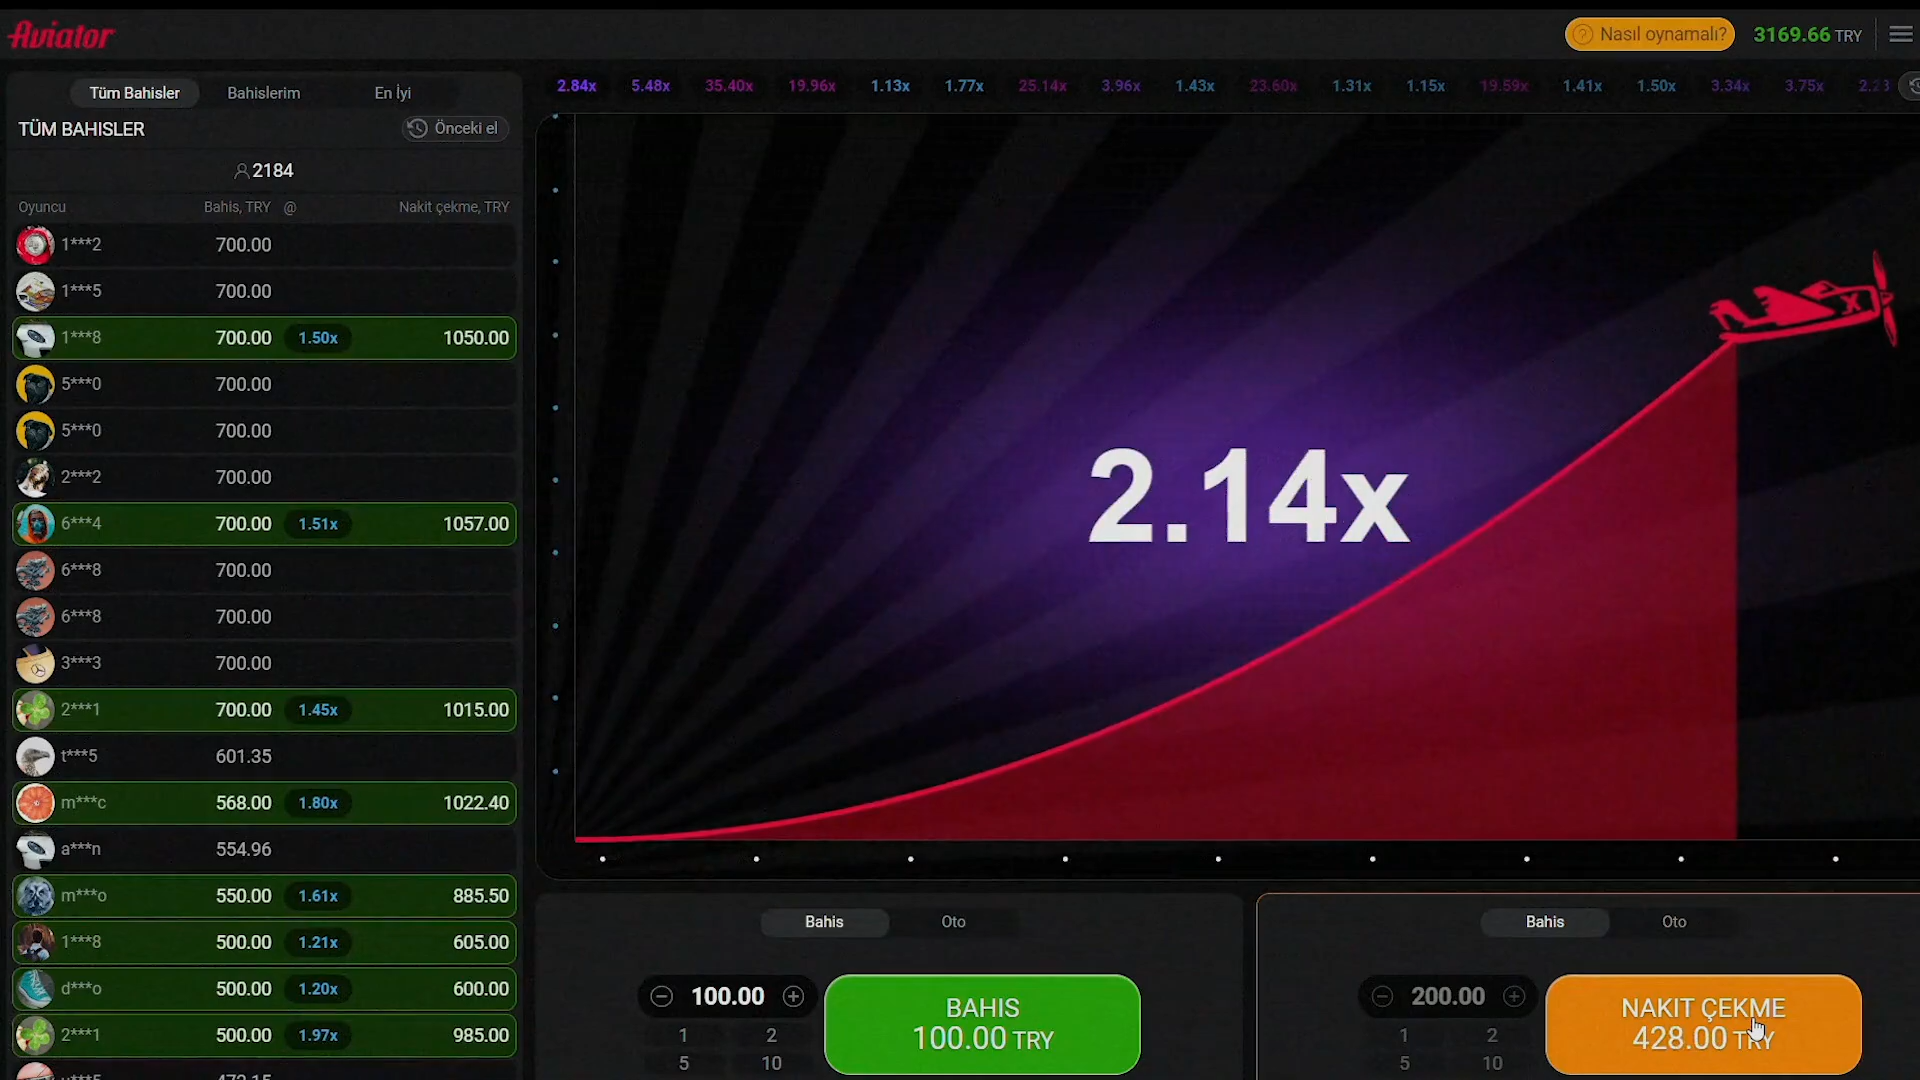 Aviator
? Nasıl oynamalı?
3169.66 TRY
Tüm Bahisler Bahislerim En İyi
2.84x 5.48x 35.40x 19.96x 1.13x 1.77x 25.14x 3.96x 1.43x 23.60x 1.31x 1.15x 19.59x 1.41x 1.50x 3.34x 3.75x
TÜM BAHISLER Önceki el
2184
Oyuncu Bahis, TRY @ Nakit çekme, TRY
1***2 700.00
1***5 700.00
1***8 700.00 1.50x 1050.00
5***0 700.00
5***0 700.00
2***2 700.00
6***4 700.00 1.51x 1057.00
6***8 700.00
6***8 700.00
3***3 700.00
2***1 700.00 1.45x 1015.00
t***5 601.35
m***c 568.00 1.80x 1022.40
a***n 554.96
m***o 550.00 1.61x 885.50
1***8 500.00 1.21x 605.00
d***o 500.00 1.20x 600.00
2***1 500.00 1.97x 985.00
2.14x
X
Bahis Oto
100.00
1 2
5 10
BAHIS
100.00 TRY
Bahis Oto
200.00
1 2
5 10
NAKIT ÇEKME
428.00 TRY